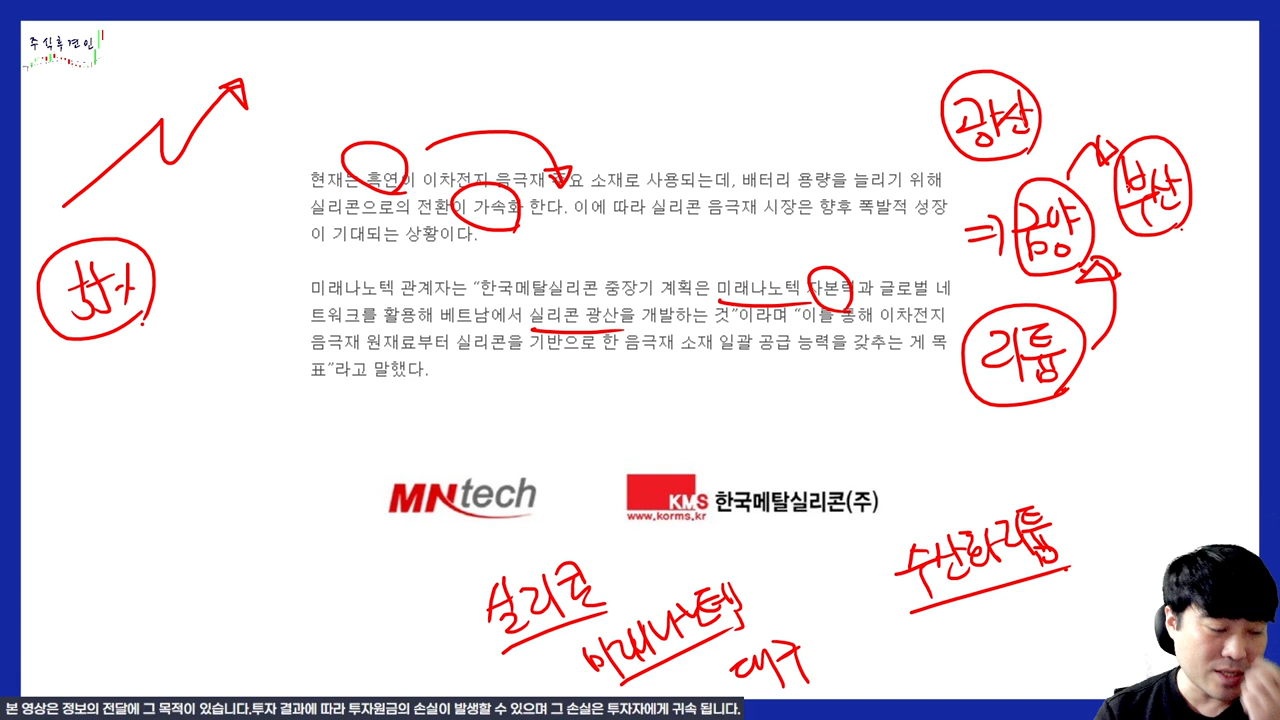 주식후견인
광산
부산
금양
리튬
현재는 흑연이 이차전지 음극재 주요 소재로 사용되는데, 배터리 용량을 늘리기 위해
실리콘으로의 전환이 가속화 한다. 이에 따라 실리콘 음극재 시장은 향후 폭발적 성장
이 기대되는 상황이다.
미래나노텍 관계자는 “한국메탈실리콘 중장기 계획은 미래나노텍 자본력과 글로벌 네
트워크를 활용해 베트남에서 실리콘 광산을 개발하는 것”이라며 “이를 통해 이차전지
음극재 원재료부터 실리콘을 기반으로 한 음극재 소재 일괄 공급 능력을 갖추는 게 목
표”라고 말했다.
MNtech
KMS 한국메탈실리콘(주)
www.korms.kr
수산화리튬
실리콘
미래나노텍
대구
본 영상은 정보의 전달에 그 목적이 있습니다.투자 결과에 따라 투자원금의 손실이 발생할 수 있으며 그 손실은 투자자에게 귀속 됩니다.